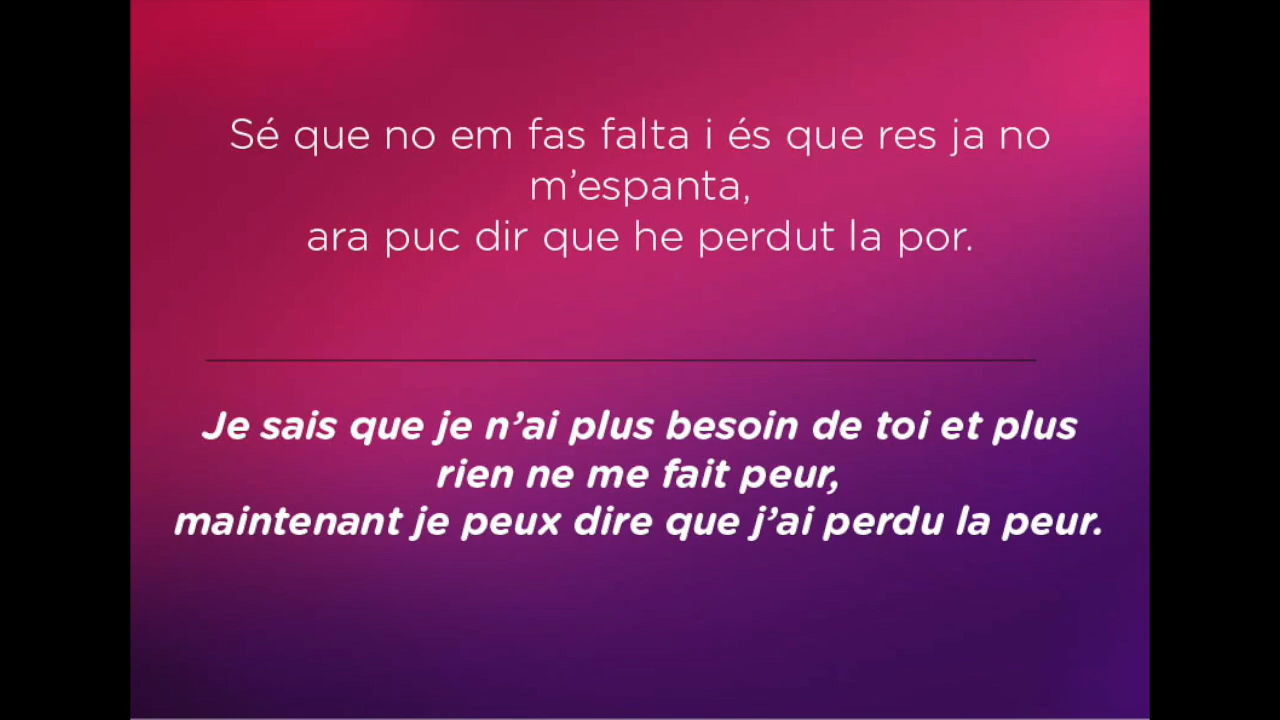 Sé que no em fas falta i és que res ja no
m’espanta,
ara puc dir que he perdut la por.
Je sais que je n’ai plus besoin de toi et plus
rien ne me fait peur,
maintenant je peux dire que j’ai perdu la peur.